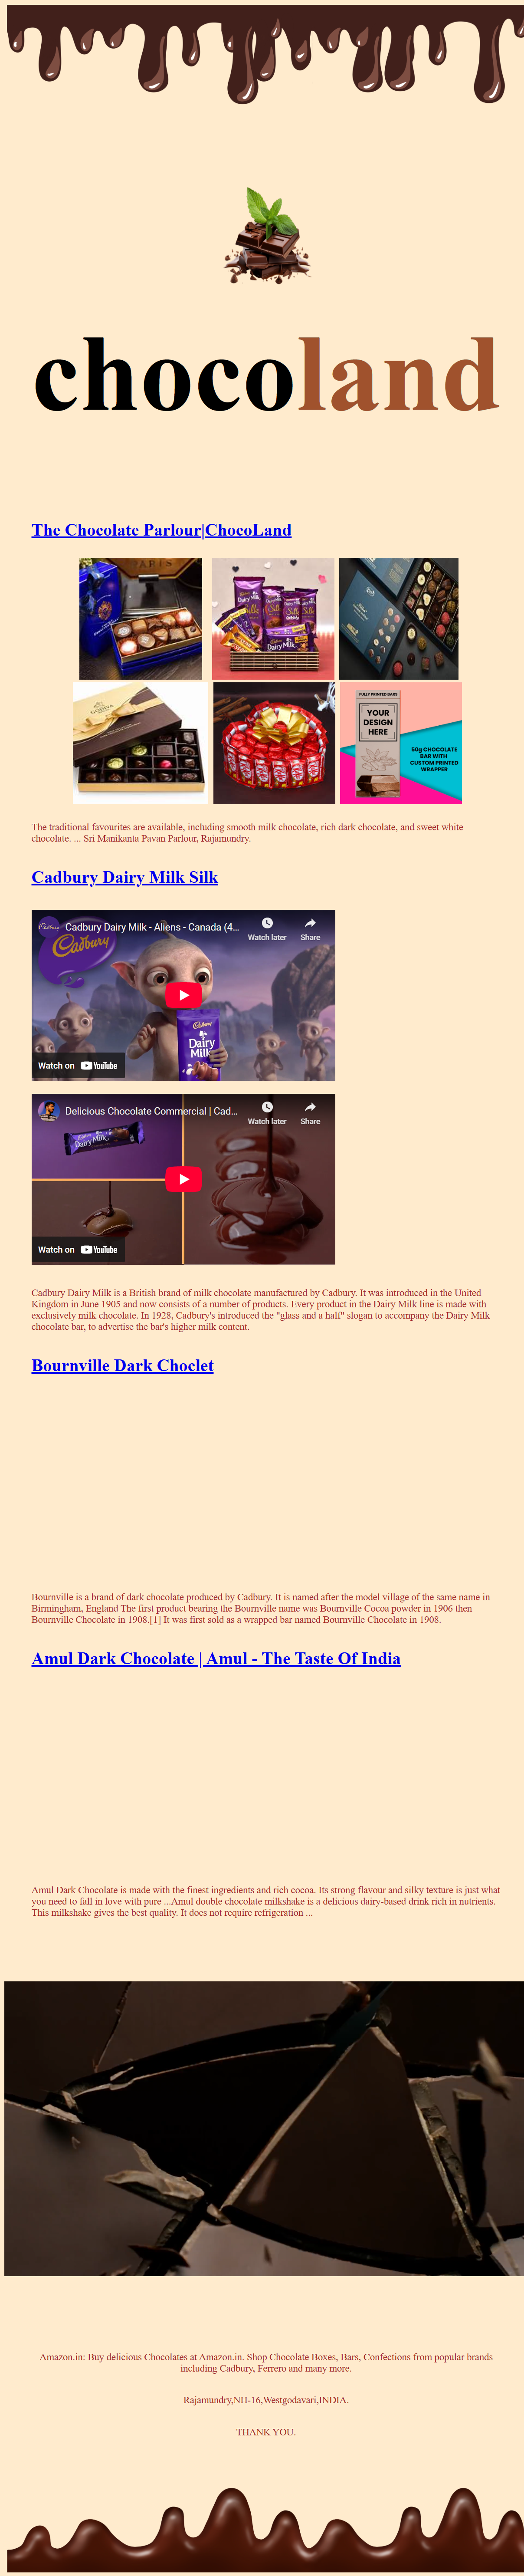 chocoland
The Chocolate Parlour|ChocoLand
FULLY PRINTED BARS
YOUR
DESIGN
HERE
50g CHOCOLATE
BAR WITH
CUSTOM PRINTED
WRAPPER
The traditional favourites are available, including smooth milk chocolate, rich dark chocolate, and sweet white
chocolate. ... Sri Manikanta Pavan Parlour, Rajamundry.
Cadbury Dairy Milk Silk
Cadbury Dairy Milk - Aliens - Canada (4...
Watch later
Share
Cadbury
Dairy
Milk
Watch on YouTube
Delicious Chocolate Commercial | Cad...
Watch later
Share
Dairy Milk
Watch on YouTube
Cadbury Dairy Milk is a British brand of milk chocolate manufactured by Cadbury. It was introduced in the United
Kingdom in June 1905 and now consists of a number of products. Every product in the Dairy Milk line is made with
exclusively milk chocolate. In 1928, Cadbury's introduced the "glass and a half" slogan to accompany the Dairy Milk
chocolate bar, to advertise the bar's higher milk content.
Bournville Dark Choclet
Bournville is a brand of dark chocolate produced by Cadbury. It is named after the model village of the same name in
Birmingham, England The first product bearing the Bournville name was Bournville Cocoa powder in 1906 then
Bournville Chocolate in 1908.[1] It was first sold as a wrapped bar named Bournville Chocolate in 1908.
Amul Dark Chocolate | Amul - The Taste Of India
Amul Dark Chocolate is made with the finest ingredients and rich cocoa. Its strong flavour and silky texture is just what
you need to fall in love with pure ...Amul double chocolate milkshake is a delicious dairy-based drink rich in nutrients.
This milkshake gives the best quality. It does not require refrigeration ...
Amazon.in: Buy delicious Chocolates at Amazon.in. Shop Chocolate Boxes, Bars, Confections from popular brands
including Cadbury, Ferrero and many more.
Rajamundry,NH-16,Westgodavari,INDIA.
THANK YOU.